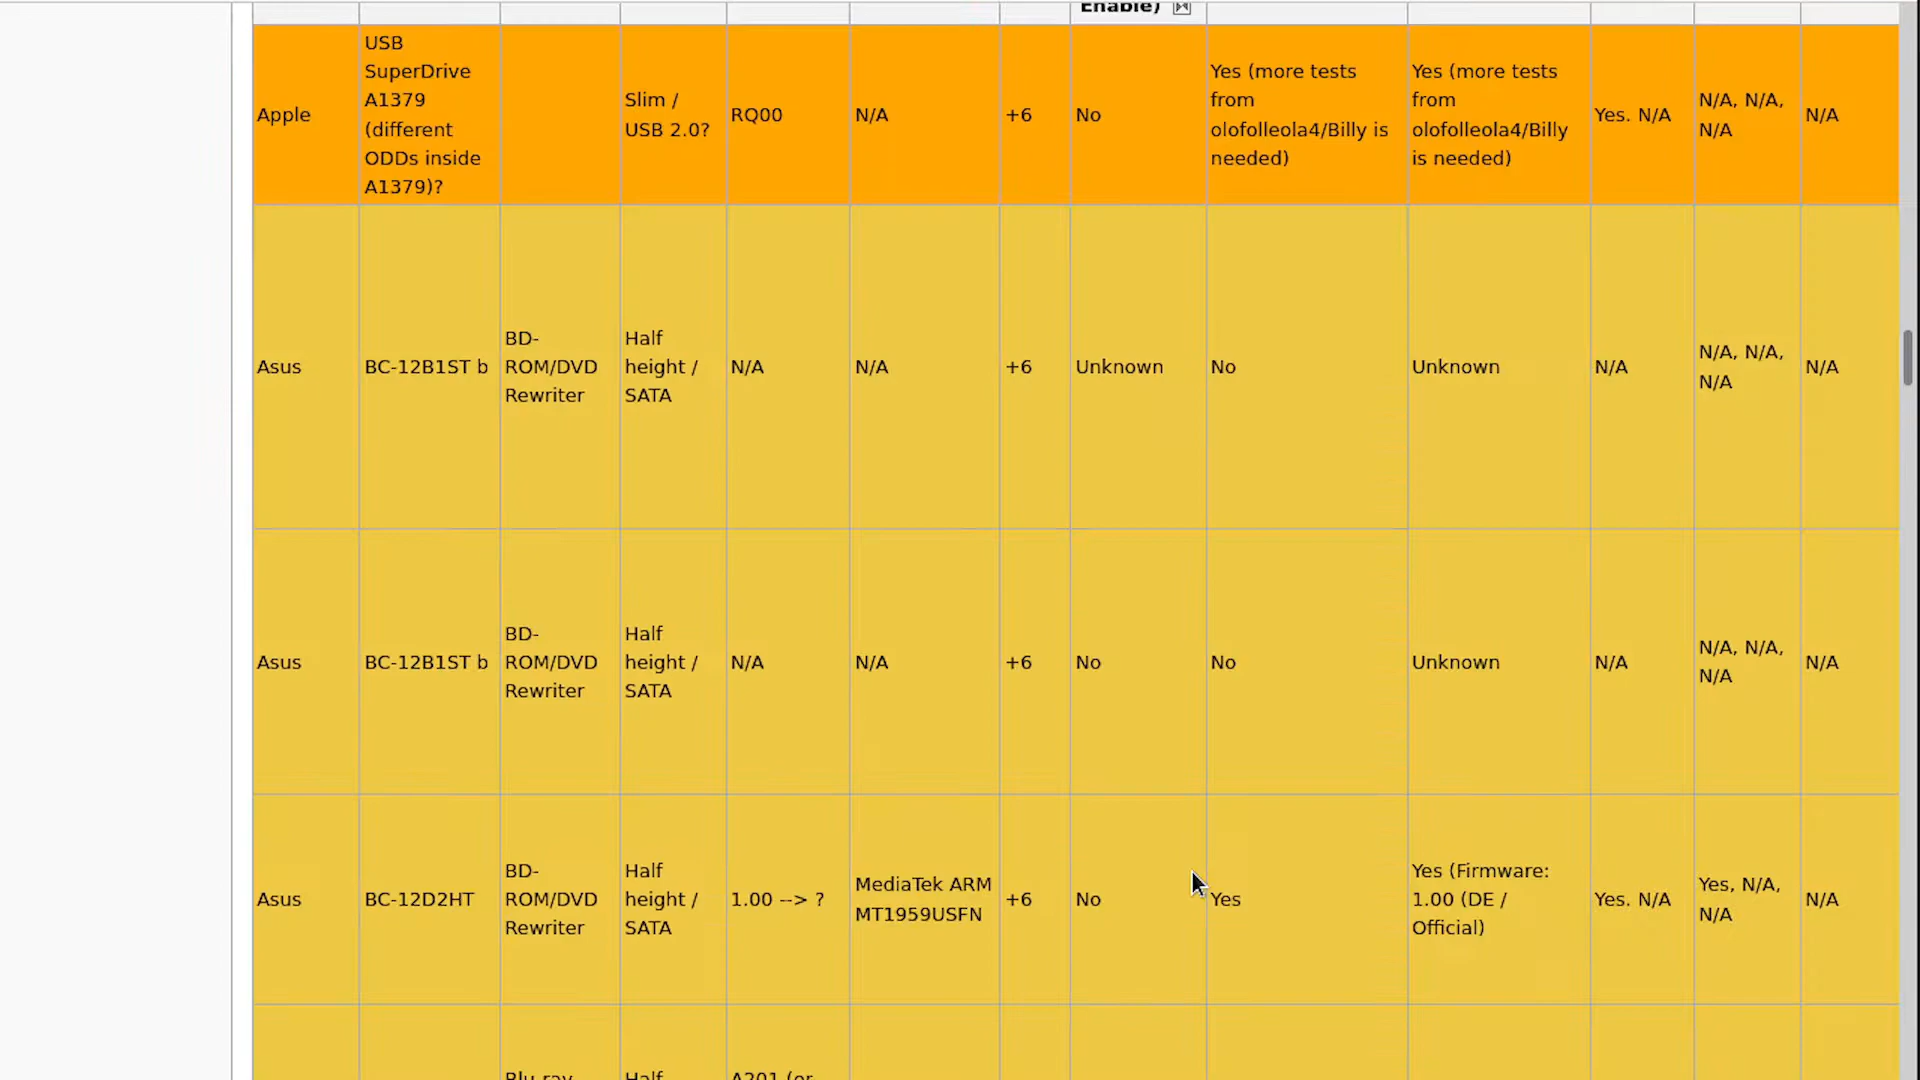 Enable)
Apple
USB
SuperDrive
A1379
(different
ODDs inside
A1379)?
Slim /
USB 2.0?
RQ00
N/A
+6
No
Yes (more tests
from
olofolleola4/Billy is
needed)
Yes (more tests
from
olofolleola4/Billy
is needed)
Yes. N/A
N/A, N/A,
N/A
N/A
Asus
BC-12B1ST b
BD-
ROM/DVD
Rewriter
Half
height /
SATA
N/A
N/A
+6
Unknown
No
Unknown
N/A
N/A, N/A,
N/A
N/A
Asus
BC-12B1ST b
BD-
ROM/DVD
Rewriter
Half
height /
SATA
N/A
N/A
+6
No
No
Unknown
N/A
N/A, N/A,
N/A
N/A
Asus
BC-12D2HT
BD-
ROM/DVD
Rewriter
Half
height /
SATA
1.00 --> ?
MediaTek ARM
MT1959USFN
+6
No
Yes
Yes (Firmware:
1.00 (DE /
Official)
Yes. N/A
Yes, N/A,
N/A
N/A
Blu-ray
Half
A201 (or